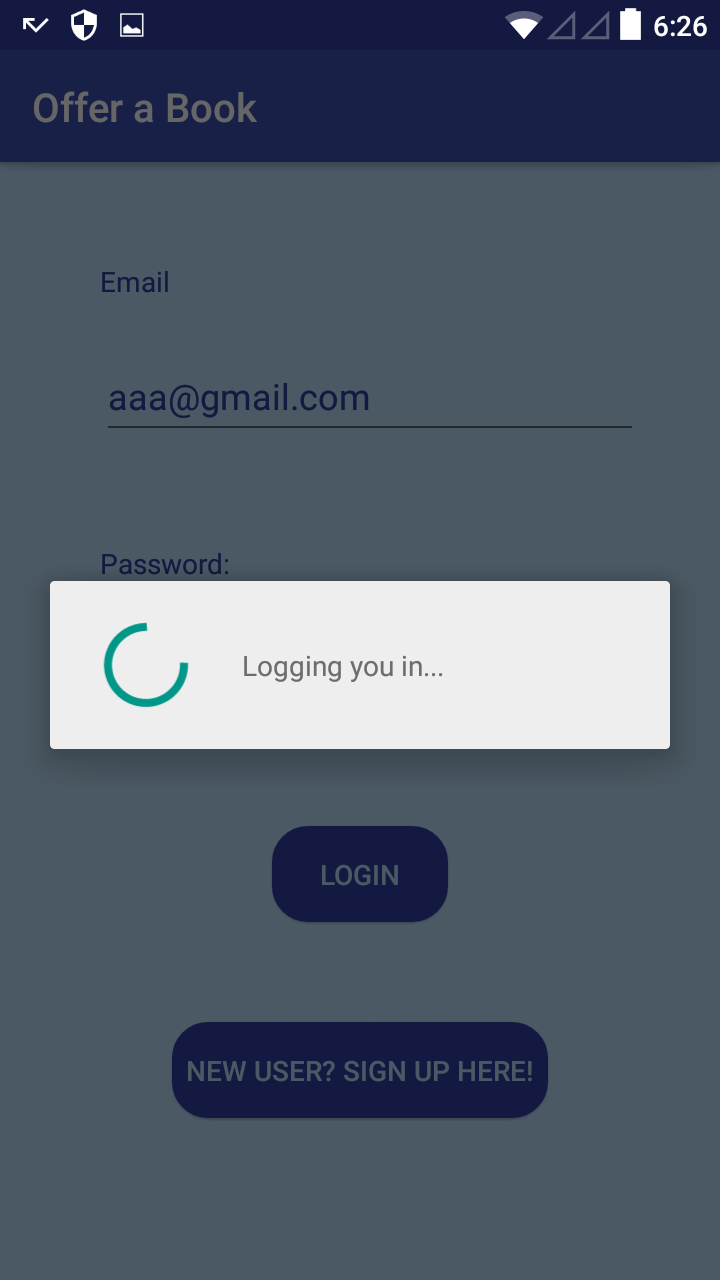 6:26
Offer a Book
Email
aaa@gmail.com
Password:
Logging you in...
LOGIN
NEW USER? SIGN UP HERE!